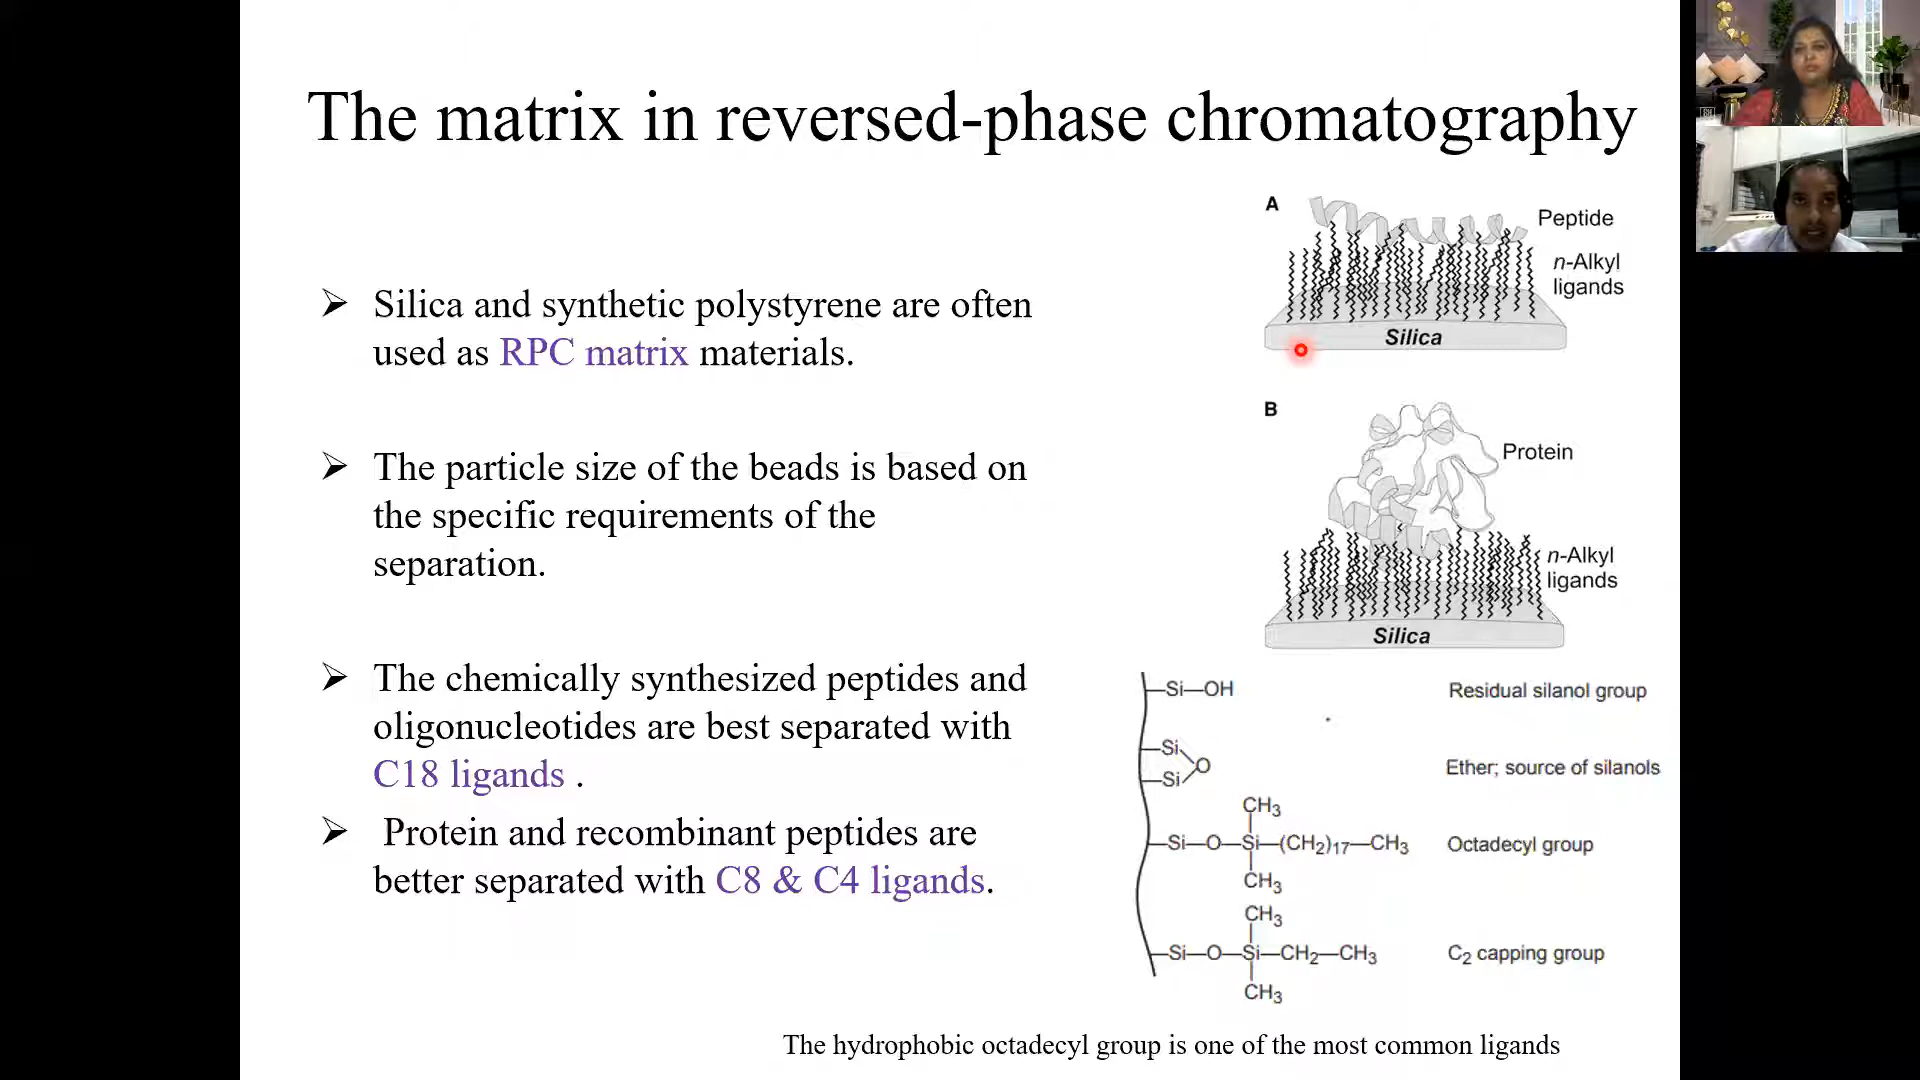 The matrix in reversed-phase chromatography
➢ Silica and synthetic polystyrene are often
used as RPC matrix materials.
➢ The particle size of the beads is based on
the specific requirements of the
separation.
➢ The chemically synthesized peptides and
oligonucleotides are best separated with
C18 ligands .
➢ Protein and recombinant peptides are
better separated with C8 & C4 ligands.
A
Peptide
n-Alkyl
ligands
Silica
B
Protein
n-Alkyl
ligands
Silica
—Si—OH Residual silanol group
—Si
O Ether; source of silanols
—Si
CH₃
—Si—O—Si—(CH₂)₁₇—CH₃ Octadecyl group
CH₃
CH₃
—Si—O—Si—CH₂—CH₃ C₂ capping group
CH₃
The hydrophobic octadecyl group is one of the most common ligands